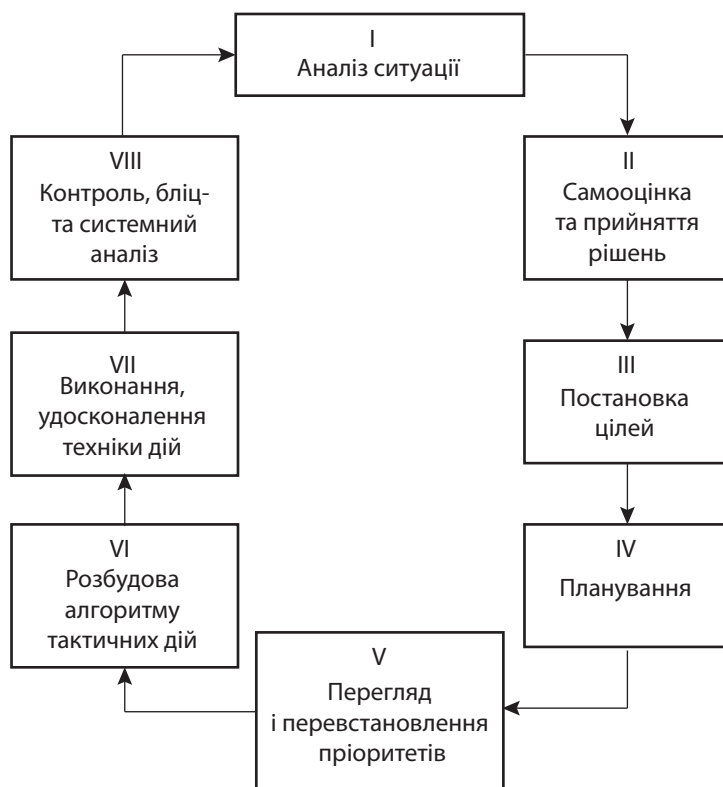 I
Аналіз ситуації
II
Самооцінка
та прийняття
рішень
III
Постановка
цілей
IV
Планування
V
Перегляд
і перевстановлення
пріоритетів
VI
Розбудова
алгоритму
тактичних дій
VII
Виконання,
удосконалення
техніки дій
VIII
Контроль, бліц-
та системний
аналіз